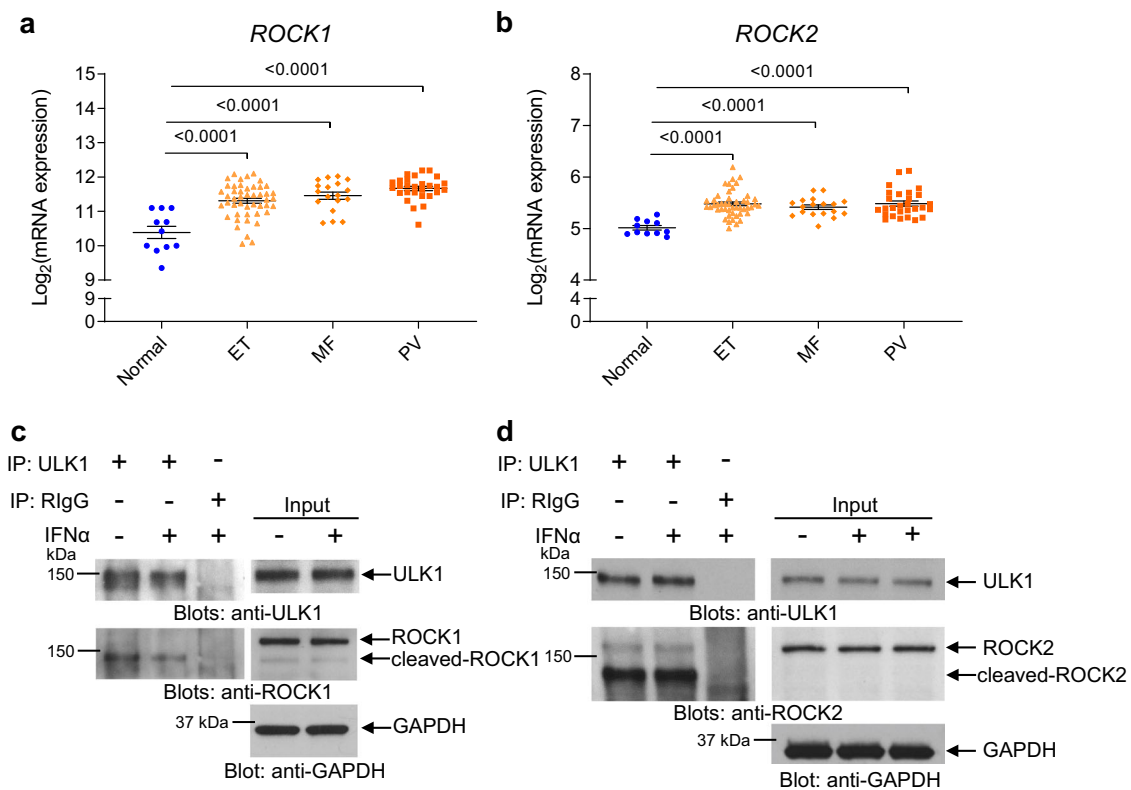 a
ROCK1
Log2(mRNA expression)
15
14
13
12
11
10
9
9
0
<0.0001
<0.0001
<0.0001
Normal
ET
MF
PV
b
ROCK2
Log2(mRNA expression)
8
7
6
5
4
4
0
<0.0001
<0.0001
<0.0001
Normal
ET
MF
PV
c
IP: ULK1 + + -
IP: RIgG - - + Input
IFNα - + + - +
kDa
150 ULK1
Blots: anti-ULK1
150 ROCK1
cleaved-ROCK1
Blots: anti-ROCK1
37 kDa GAPDH
Blot: anti-GAPDH
d
IP: ULK1 + + -
IP: RIgG - - + Input
IFNα - + + - + +
kDa
150 ULK1
Blots: anti-ULK1
150 ROCK2
cleaved-ROCK2
Blots: anti-ROCK2
37 kDa GAPDH
Blot: anti-GAPDH